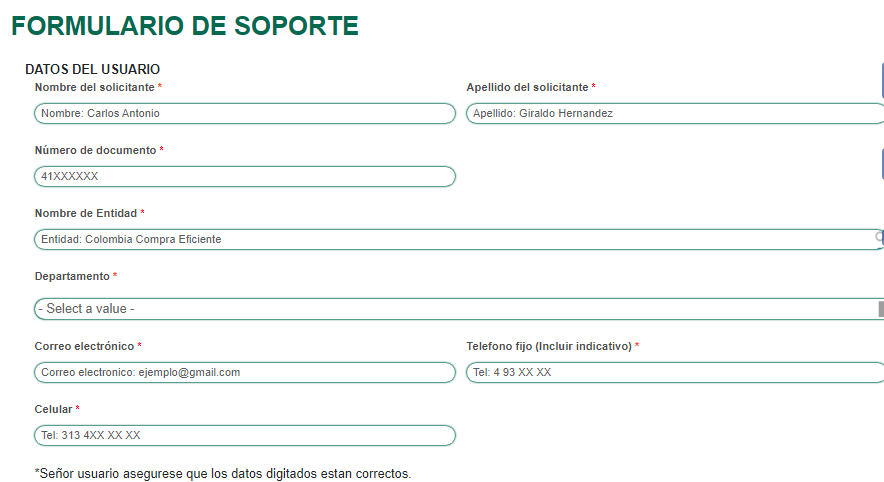 FORMULARIO DE SOPORTE
DATOS DEL USUARIO
Nombre del solicitante *
Apellido del solicitante *
Nombre: Carlos Antonio
Apellido: Giraldo Hernandez
Número de documento *
41XXXXXX
Nombre de Entidad *
Entidad: Colombia Compra Eficiente
Departamento *
- Select a value -
Correo electrónico *
Telefono fijo (Incluir indicativo) *
Correo electronico: ejemplo@gmail.com
Tel: 4 93 XX XX
Celular *
Tel: 313 4XX XX XX
*Señor usuario asegurese que los datos digitados estan correctos.